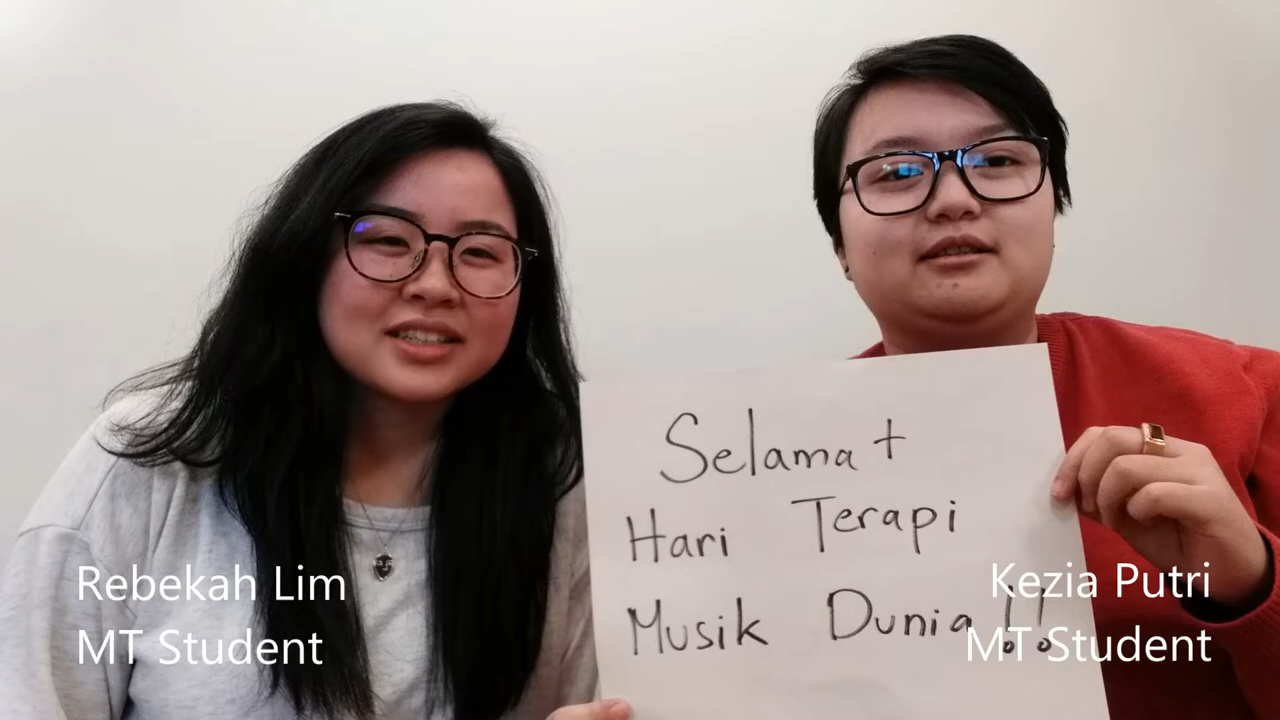 Selamat
Hari Terapi
Musik Dunia!!
Rebekah Lim
MT Student
Kezia Putri
MT Student